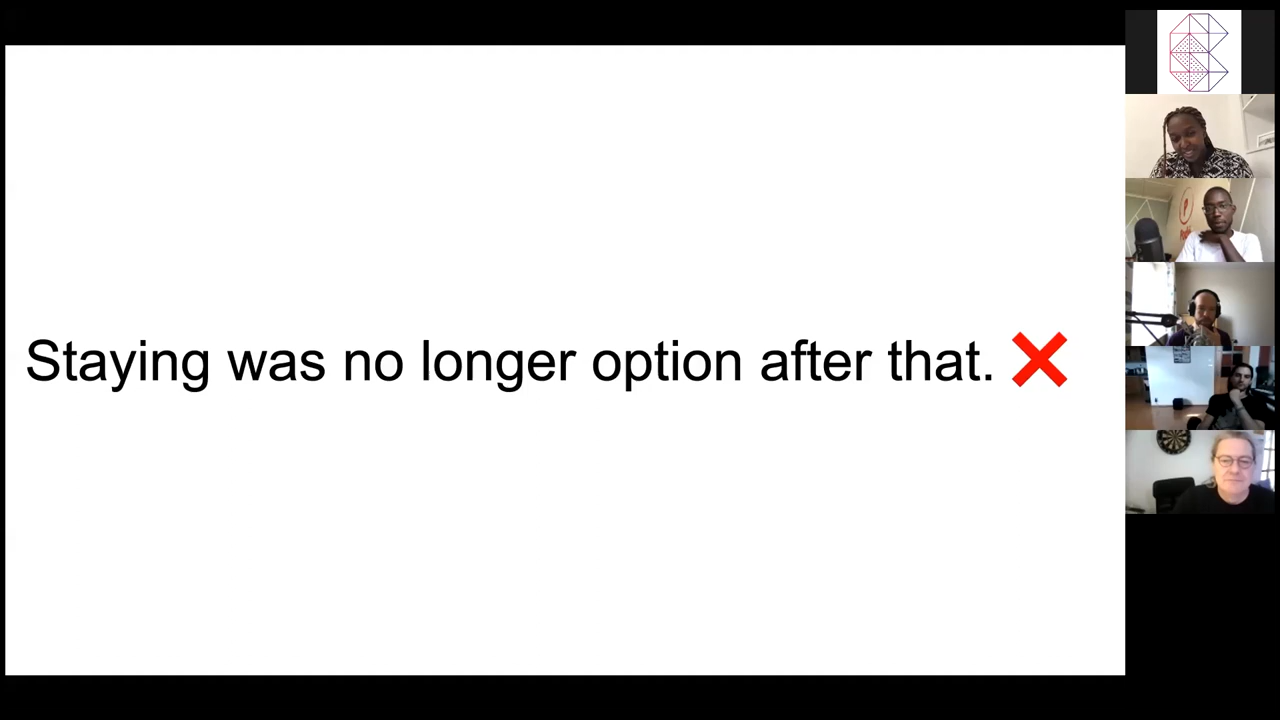 Staying was no longer option after that. ❌